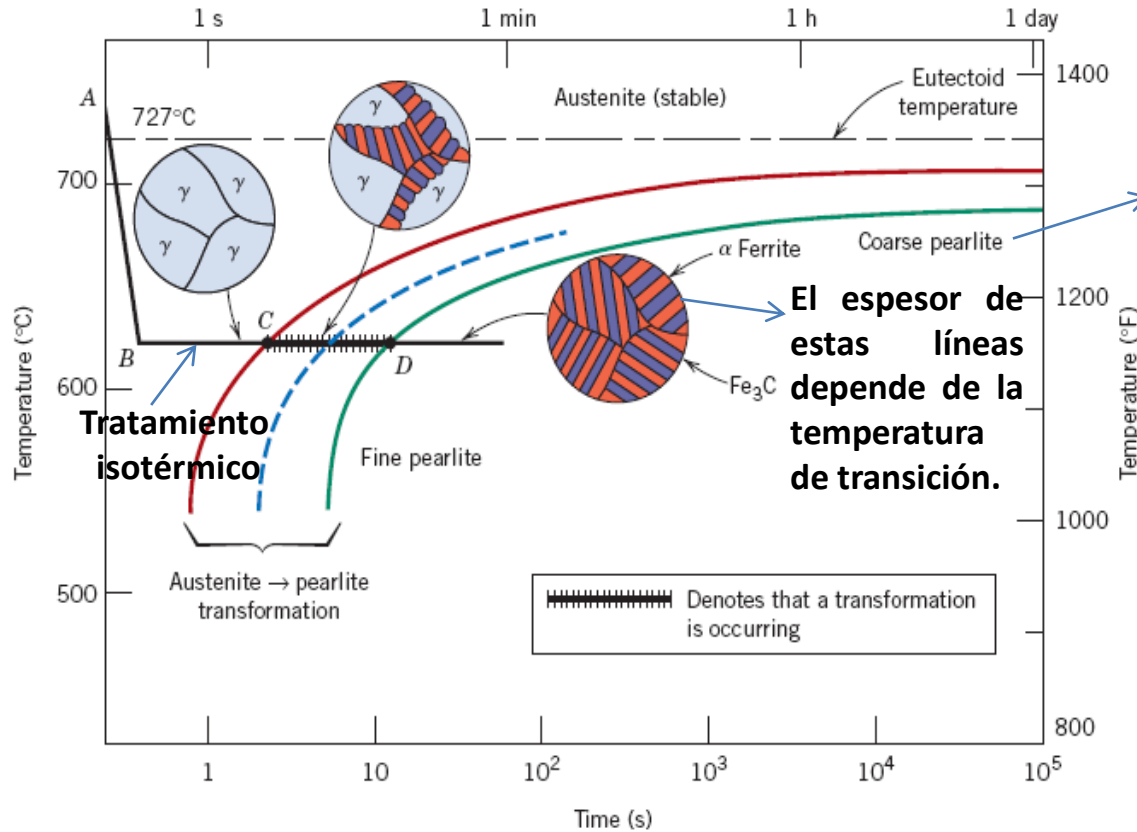 1 s
1 min
1 h
1 day
A
727°C
γ
γ
γ
γ
γ
γ
γ
Austenite (stable)
Eutectoid
temperature
1400
700
α Ferrite
Coarse pearlite
1200
B
C
D
600
Fe₃C
El espesor de
estas líneas
depende de la
temperatura
de transición.
Tratamiento
isotérmico
Fine pearlite
Temperature (°C)
Temperature (°F)
1000
Austenite → pearlite
transformation
500
Denotes that a transformation
is occurring
800
1
10
10²
10³
10⁴
10⁵
Time (s)